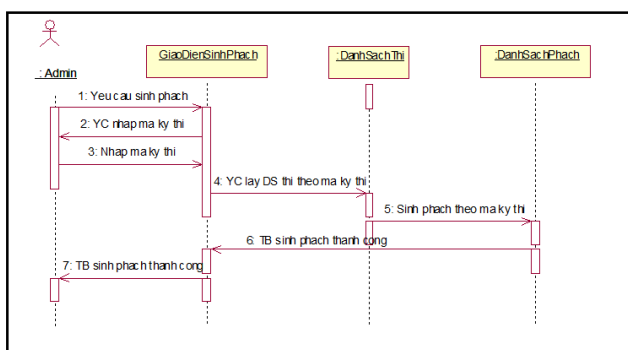 GiaoDienSinhPhach
:DanhSachThi
:DanhSachPhach
: Admin
1: Yeu cau sinh phach
2: YC nhap ma ky thi
3: Nhap ma ky thi
4: YC lay DS thi theo ma ky thi
5: Sinh phach theo ma ky thi
6: TB sinh phach thanh cong
7: TB sinh phach thanh cong